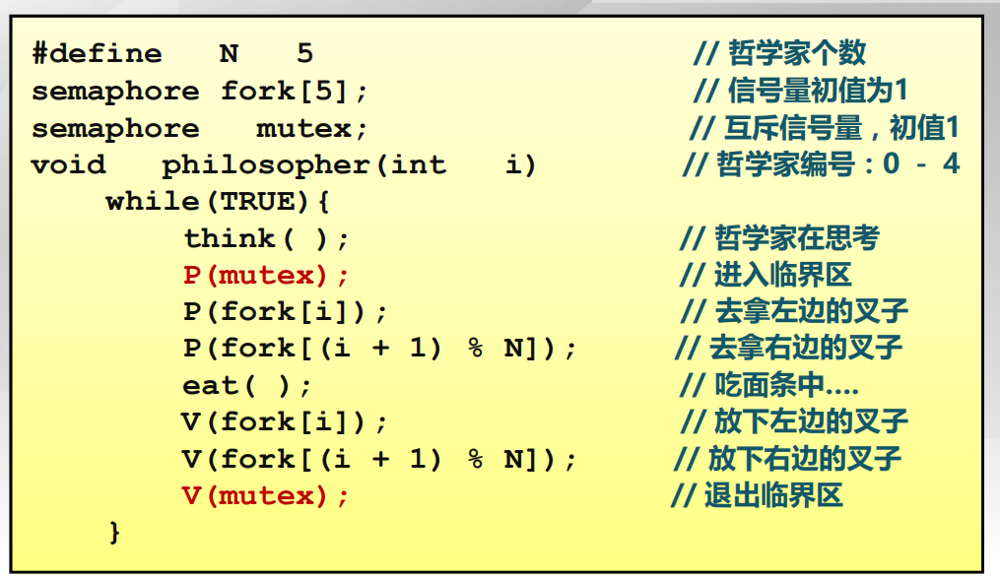 #define   N   5   // 哲学家个数
semaphore fork[5];   // 信号量初值为1
semaphore   mutex;   // 互斥信号量，初值1
void   philosopher(int   i)   // 哲学家编号：0 - 4
    while(TRUE){
        think( );   // 哲学家在思考
        P(mutex);   // 进入临界区
        P(fork[i]);   // 去拿左边的叉子
        P(fork[(i + 1) % N]);   // 去拿右边的叉子
        eat( );   // 吃面条中….
        V(fork[i]);   // 放下左边的叉子
        V(fork[(i + 1) % N]);   // 放下右边的叉子
        V(mutex);   // 退出临界区
    }